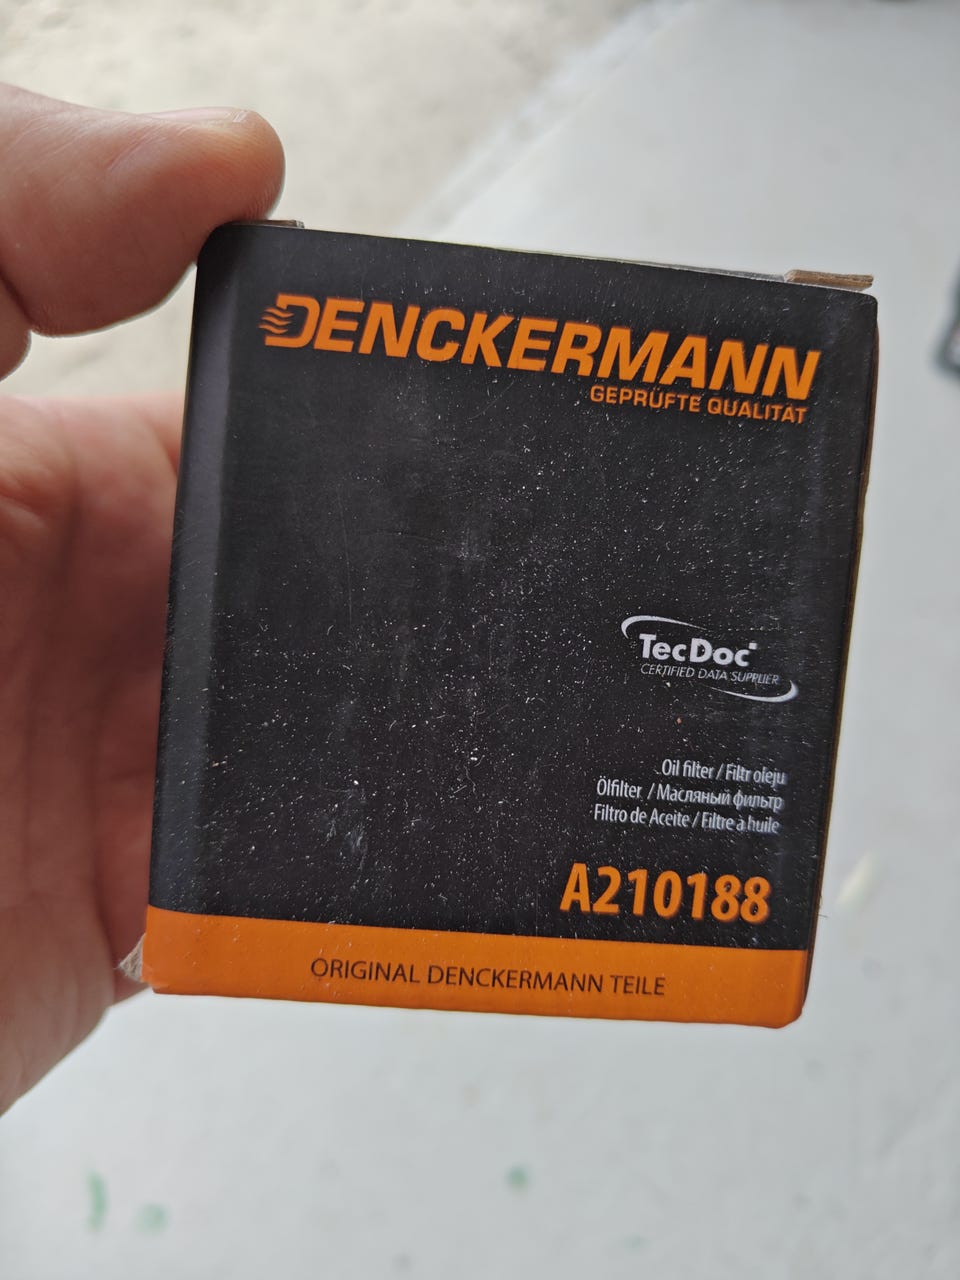 DENCKERMANN
GEPRÜFTE QUALITÄT
TecDoc
CERTIFIED DATA SUPPLIER
Oil filter / Filtr oleju
Ölfilter / Масляный фильтр
Filtro de Aceite / Filtre a huile
A210188
ORIGINAL DENCKERMANN TEILE